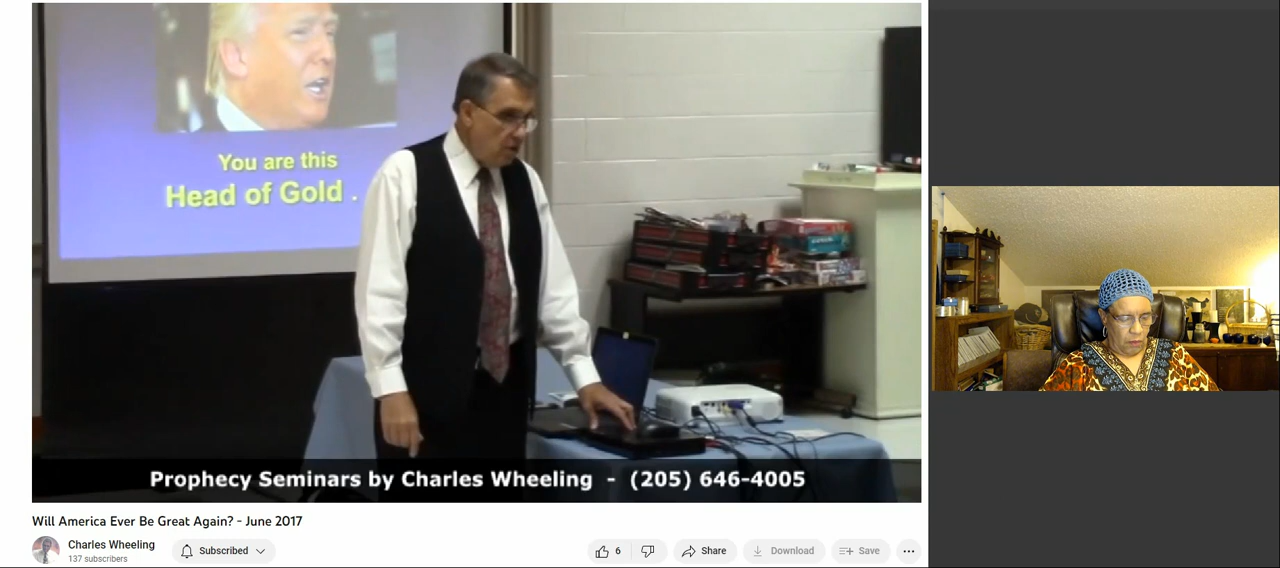 You are this
Head of Gold .
Prophecy Seminars by Charles Wheeling - (205) 646-4005
Will America Ever Be Great Again? - June 2017
Charles Wheeling
137 subscribers
Subscribed
6
Share
Download
Save